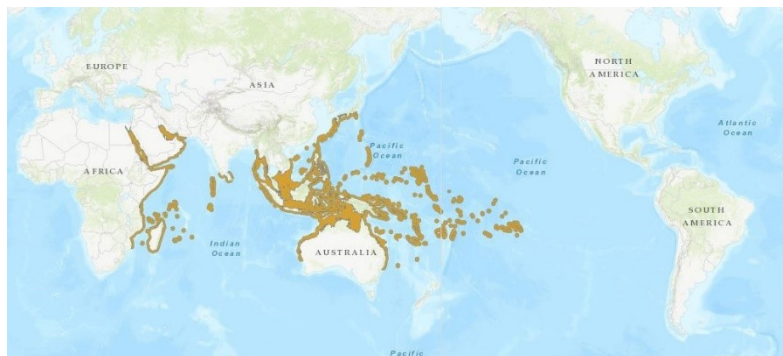 EUROPE
ASIA
NORTH
AMERICA
Atlantic
Ocean
Pacific
Ocean
Pacific
Ocean
AFRICA
SOUTH
AMERICA
Indian
Ocean
AUSTRALIA
Pacific